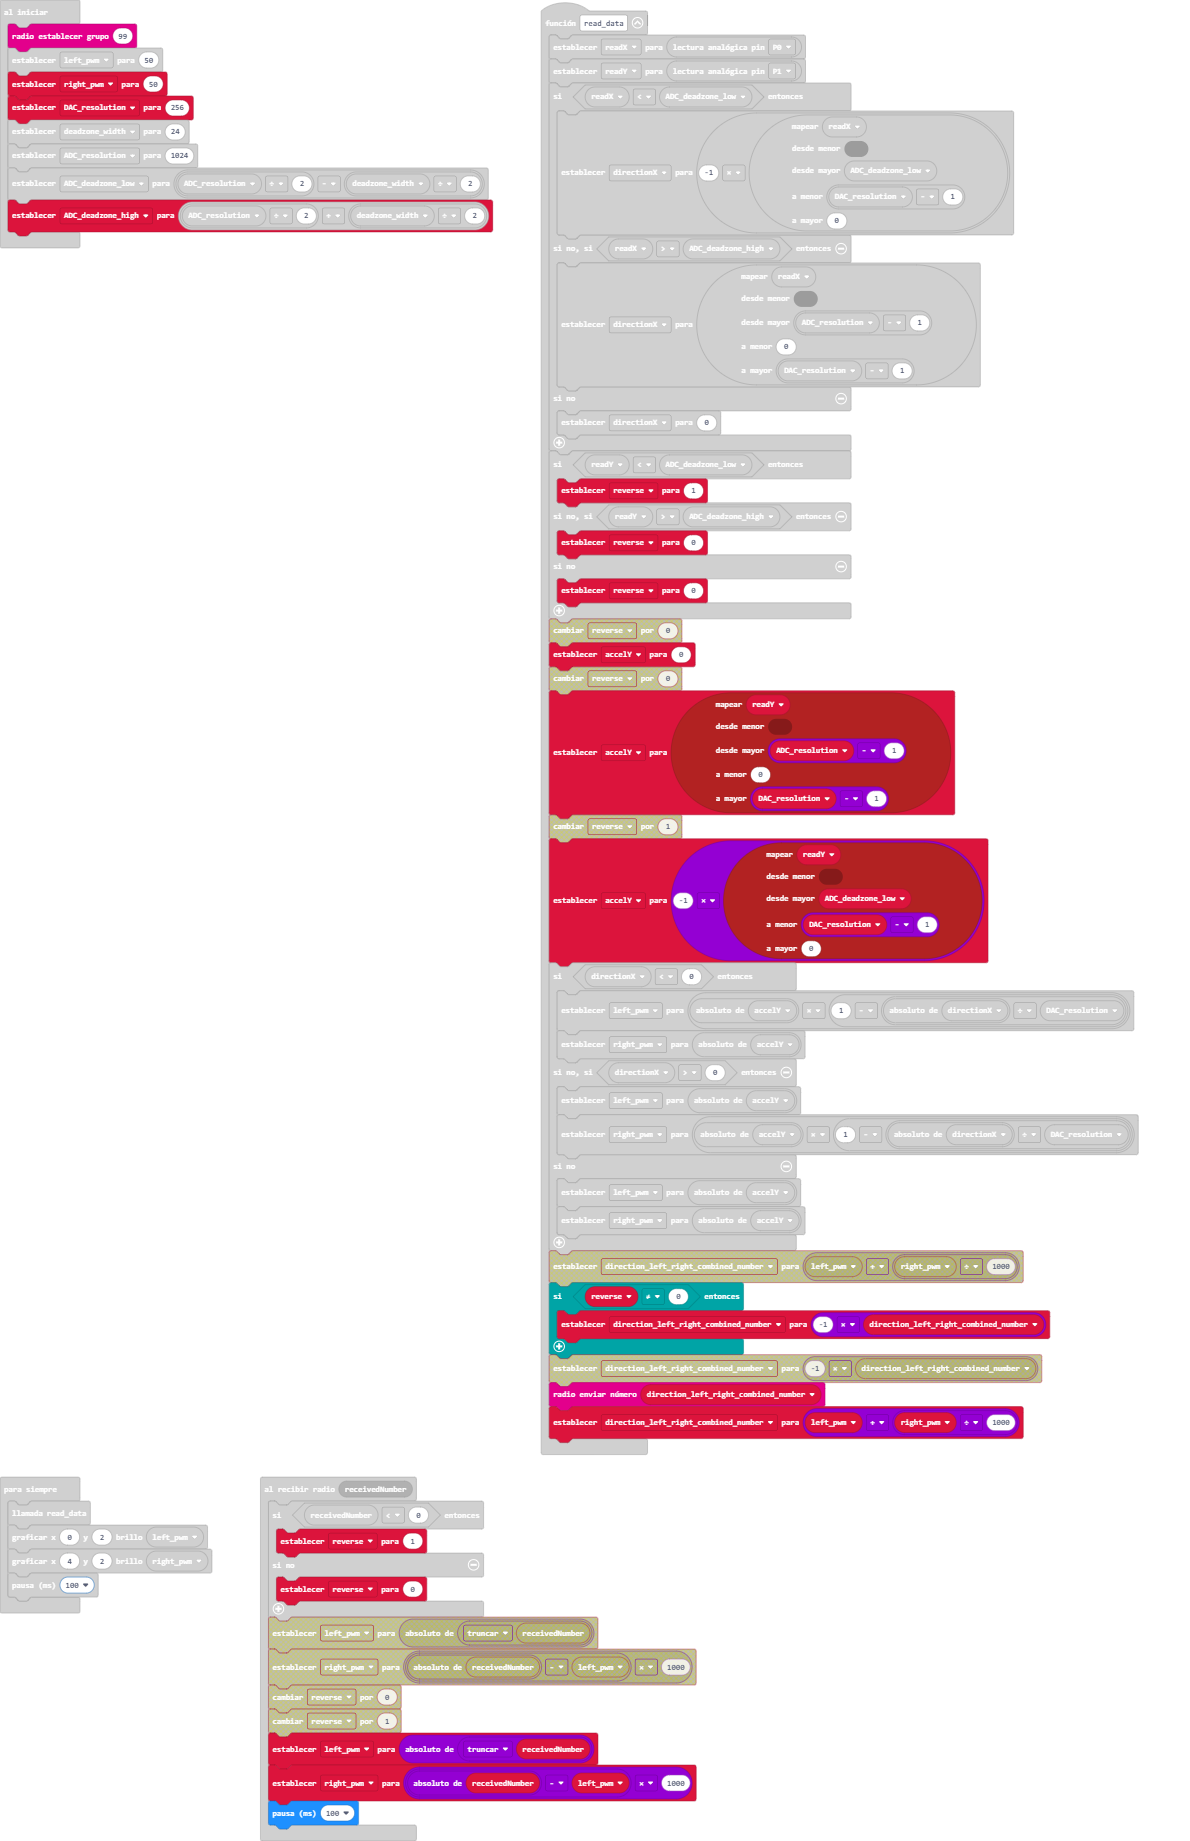 al iniciar
radio establecer grupo 99
establecer left_pwm para 50
establecer right_pwm para 50
establecer DAC_resolution para 256
establecer deadzone_width para 24
establecer ADC_resolution para 1024
establecer ADC_deadzone_low para ADC_resolution ÷ 2 - deadzone_width ÷ 2
establecer ADC_deadzone_high para ADC_resolution ÷ 2 + deadzone_width ÷ 2
función read_data
establecer readX para lectura analógica pin P0
establecer readY para lectura analógica pin P1
si readX < ADC_deadzone_low entonces
mapear readX
desde menor
establecer directionX para -1 × desde mayor ADC_deadzone_low
a menor DAC_resolution - 1
a mayor 0
si no, si readX > ADC_deadzone_high entonces
mapear readX
desde menor
establecer directionX para desde mayor ADC_resolution - 1
a menor 0
a mayor DAC_resolution - 1
si no
establecer directionX para 0
si readY < ADC_deadzone_low entonces
establecer reverse para 1
si no, si readY > ADC_deadzone_high entonces
establecer reverse para 0
si no
establecer reverse para 0
cambiar reverse por 0
establecer accelY para 0
cambiar reverse por 0
mapear readY
desde menor
establecer accelY para desde mayor ADC_resolution - 1
a menor 0
a mayor DAC_resolution - 1
cambiar reverse por 1
mapear readY
desde menor
establecer accelY para -1 × desde mayor ADC_deadzone_low
a menor DAC_resolution - 1
a mayor 0
si directionX < 0 entonces
establecer left_pwm para absoluto de accelY × 1 - absoluto de directionX ÷ DAC_resolution
establecer right_pwm para absoluto de accelY
si no, si directionX > 0 entonces
establecer left_pwm para absoluto de accelY
establecer right_pwm para absoluto de accelY × 1 - absoluto de directionX ÷ DAC_resolution
si no
establecer left_pwm para absoluto de accelY
establecer right_pwm para absoluto de accelY
establecer direction_left_right_combined_number para left_pwm + right_pwm ÷ 1000
si reverse ≠ 0 entonces
establecer direction_left_right_combined_number para -1 × direction_left_right_combined_number
establecer direction_left_right_combined_number para -1 × direction_left_right_combined_number
radio enviar número direction_left_right_combined_number
establecer direction_left_right_combined_number para left_pwm + right_pwm ÷ 1000
para siempre
llamada read_data
graficar x 0 y 2 brillo left_pwm
graficar x 4 y 2 brillo right_pwm
pausa (ms) 100
al recibir radio receivedNumber
si receivedNumber < 0 entonces
establecer reverse para 1
si no
establecer reverse para 0
establecer left_pwm para absoluto de truncar receivedNumber
establecer right_pwm para absoluto de receivedNumber - left_pwm × 1000
cambiar reverse por 0
cambiar reverse por 1
establecer left_pwm para absoluto de truncar receivedNumber
establecer right_pwm para absoluto de receivedNumber - left_pwm × 1000
pausa (ms) 100